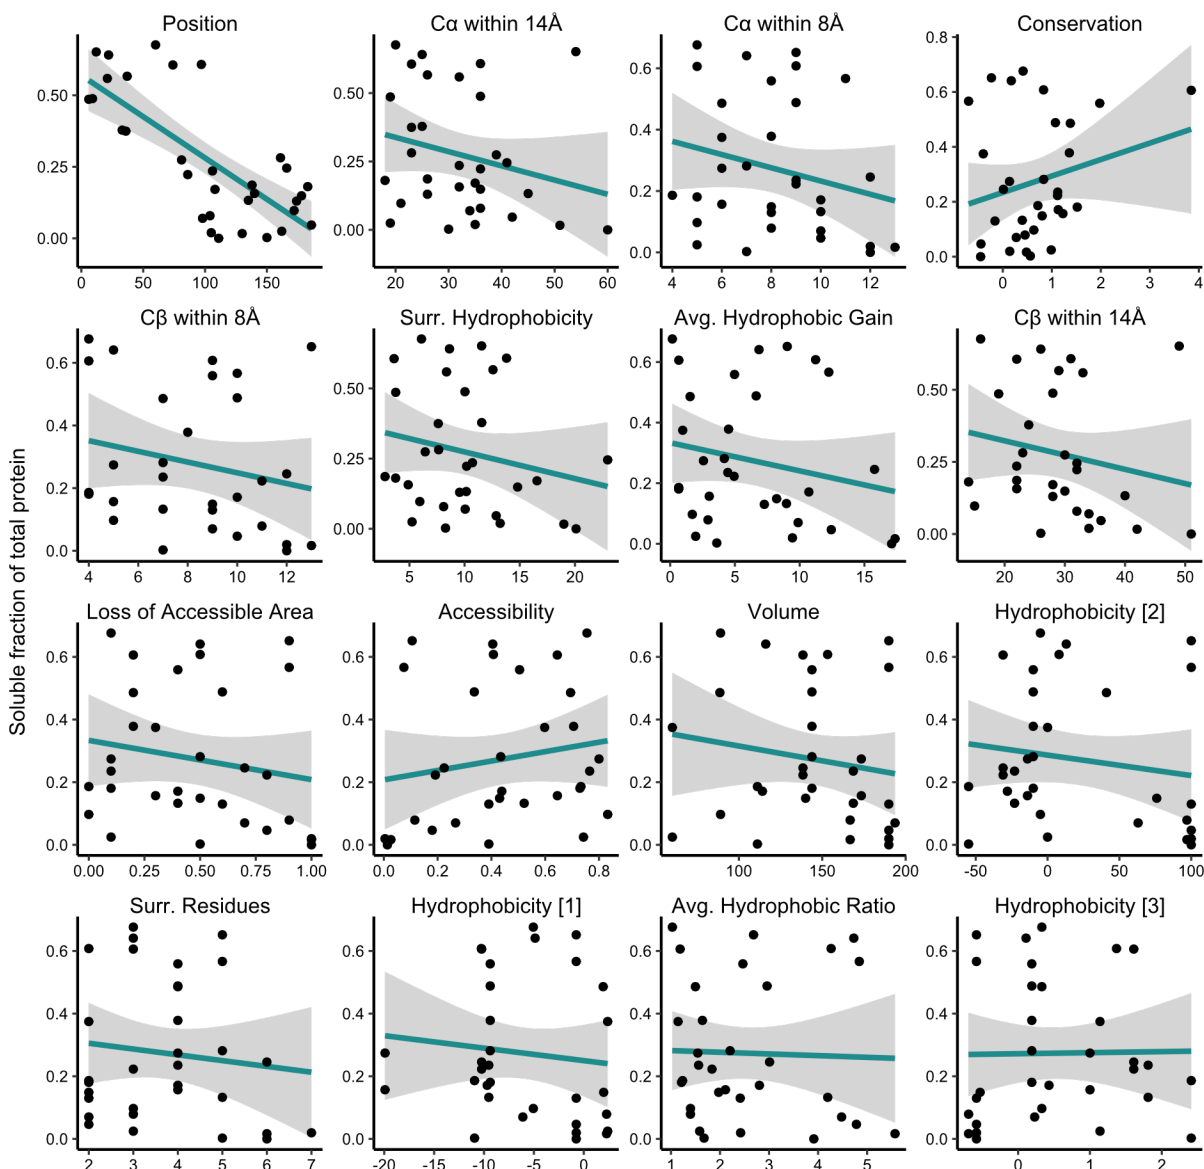 Soluble fraction of total protein
Position
0.50
0.25
0.00
0 50 100 150
Cα within 14Å
0.50
0.25
0.00
20 30 40 50 60
Cα within 8Å
0.6
0.4
0.2
0.0
4 6 8 10 12
Conservation
0.8
0.6
0.4
0.2
0.0
0 1 2 3 4
Cβ within 8Å
0.6
0.4
0.2
0.0
4 6 8 10 12
Surr. Hydrophobicity
0.50
0.25
0.00
5 10 15 20
Avg. Hydrophobic Gain
0.6
0.4
0.2
0.0
0 5 10 15
Cβ within 14Å
0.50
0.25
0.00
20 30 40 50
Loss of Accessible Area
0.6
0.4
0.2
0.0
0.00 0.25 0.50 0.75 1.00
Accessibility
0.6
0.4
0.2
0.0
0.0 0.2 0.4 0.6 0.8
Volume
0.6
0.4
0.2
0.0
100 150 200
Hydrophobicity [2]
0.6
0.4
0.2
0.0
-50 0 50 100
Surr. Residues
0.6
0.4
0.2
0.0
2 3 4 5 6 7
Hydrophobicity [1]
0.6
0.4
0.2
0.0
-20 -15 -10 -5 0
Avg. Hydrophobic Ratio
0.6
0.4
0.2
0.0
1 2 3 4 5
Hydrophobicity [3]
0.6
0.4
0.2
0.0
0 1 2